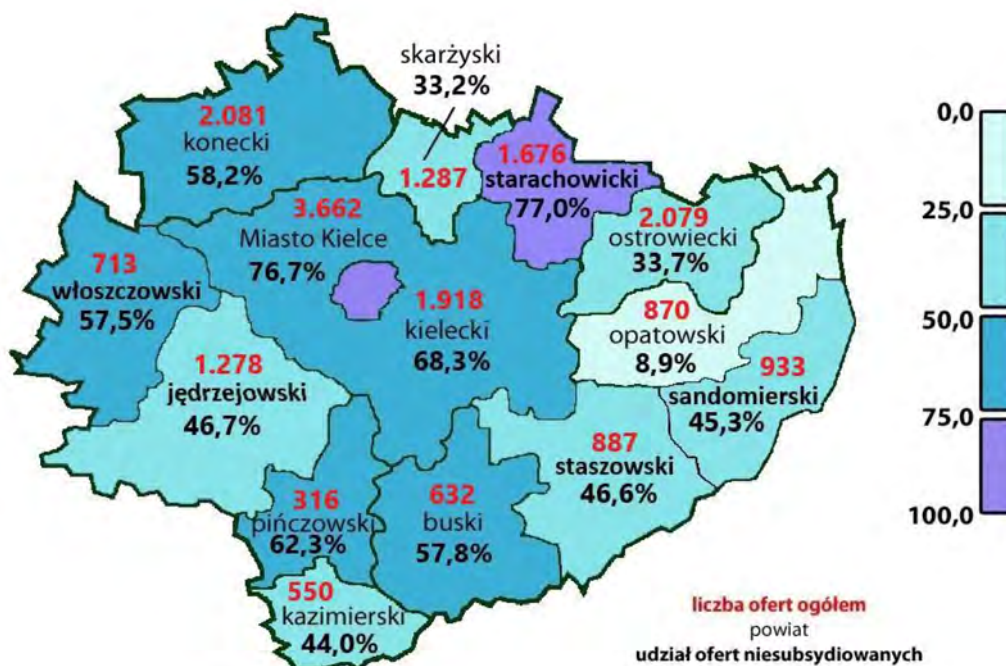 skarżyski
33,2%
1.287
2.081
konecki
58,2%
1.676
starachowicki
77,0%
3.662
Miasto Kielce
76,7%
2.079
ostrowiecki
33,7%
713
włoszczowski
57,5%
1.918
kielecki
68,3%
870
opatowski
8,9%
1.278
jędrzejowski
46,7%
933
sandomierski
45,3%
887
staszowski
46,6%
316
pińczowski
62,3%
632
buski
57,8%
550
kazimierski
44,0%
0,0
25,0
50,0
75,0
100,0
liczba ofert ogółem
powiat
udział ofert niesubsydiowanych